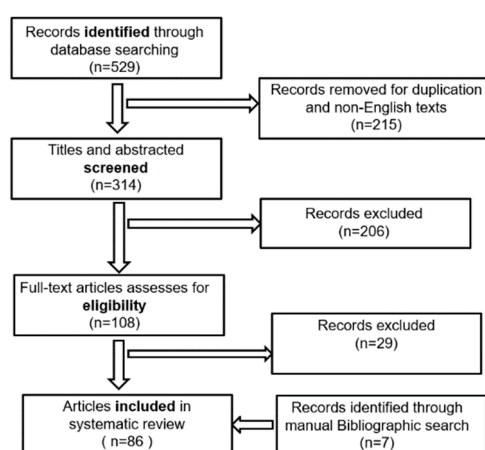 Records identified through
database searching
(n=529)
Records removed for duplication
and non-English texts
(n=215)
Titles and abstracted
screened
(n=314)
Records excluded
(n=206)
Full-text articles assesses for
eligibility
(n=108)
Records excluded
(n=29)
Articles included in
systematic review
( n=86 )
Records identified through
manual Bibliographic search
(n=7)